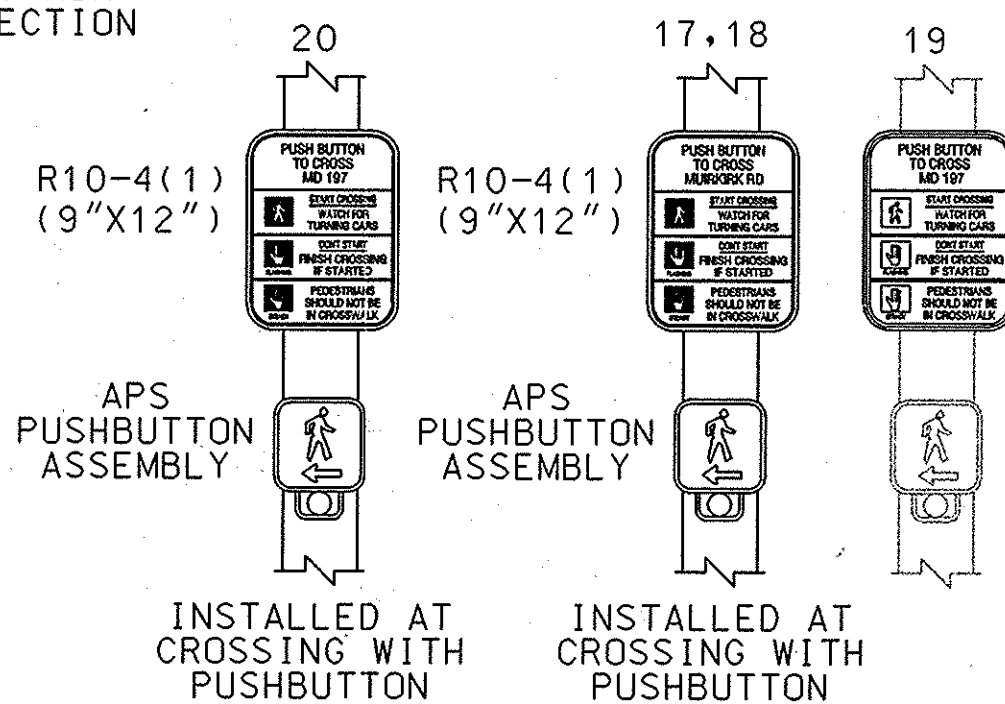 ECTION
20
R10-4(1)
(9"X12")
PUSH BUTTON
TO CROSS
MD 197
START CROSSING
WATCH FOR
TURNING CARS
DONT START
FINISH CROSSING
IF STARTED
FLASHING
PEDESTRIANS
SHOULD NOT BE
IN CROSSWALK
APS
PUSHBUTTON
ASSEMBLY
INSTALLED AT
CROSSING WITH
PUSHBUTTON
17,18
R10-4(1)
(9"X12")
PUSH BUTTON
TO CROSS
MUIRKIRK RD
START CROSSING
WATCH FOR
TURNING CARS
DONT START
FINISH CROSSING
IF STARTED
FLASHING
PEDESTRIANS
SHOULD NOT BE
IN CROSSWALK
APS
PUSHBUTTON
ASSEMBLY
INSTALLED AT
CROSSING WITH
PUSHBUTTON
19
PUSH BUTTON
TO CROSS
MD 197
START CROSSING
WATCH FOR
TURNING CARS
DONT START
FINISH CROSSING
IF STARTED
FLASHING
PEDESTRIANS
SHOULD NOT BE
IN CROSSWALK